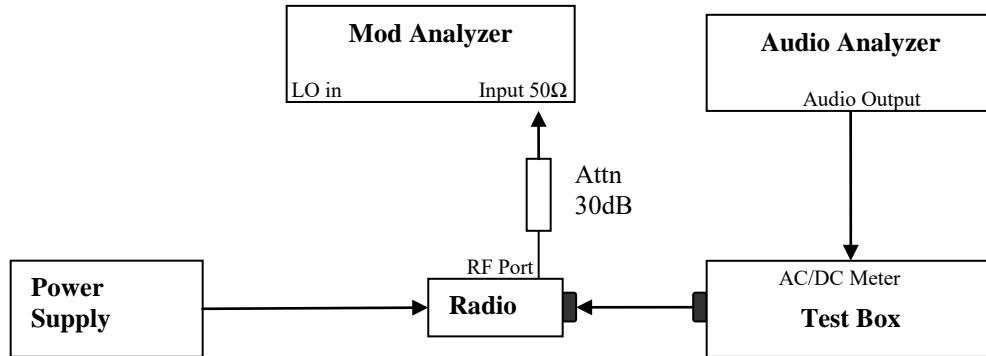 Mod Analyzer
LO in
Input 50Ω
Audio Analyzer
Audio Output
Attn
30dB
RF Port
Power
Supply
Radio
AC/DC Meter
Test Box